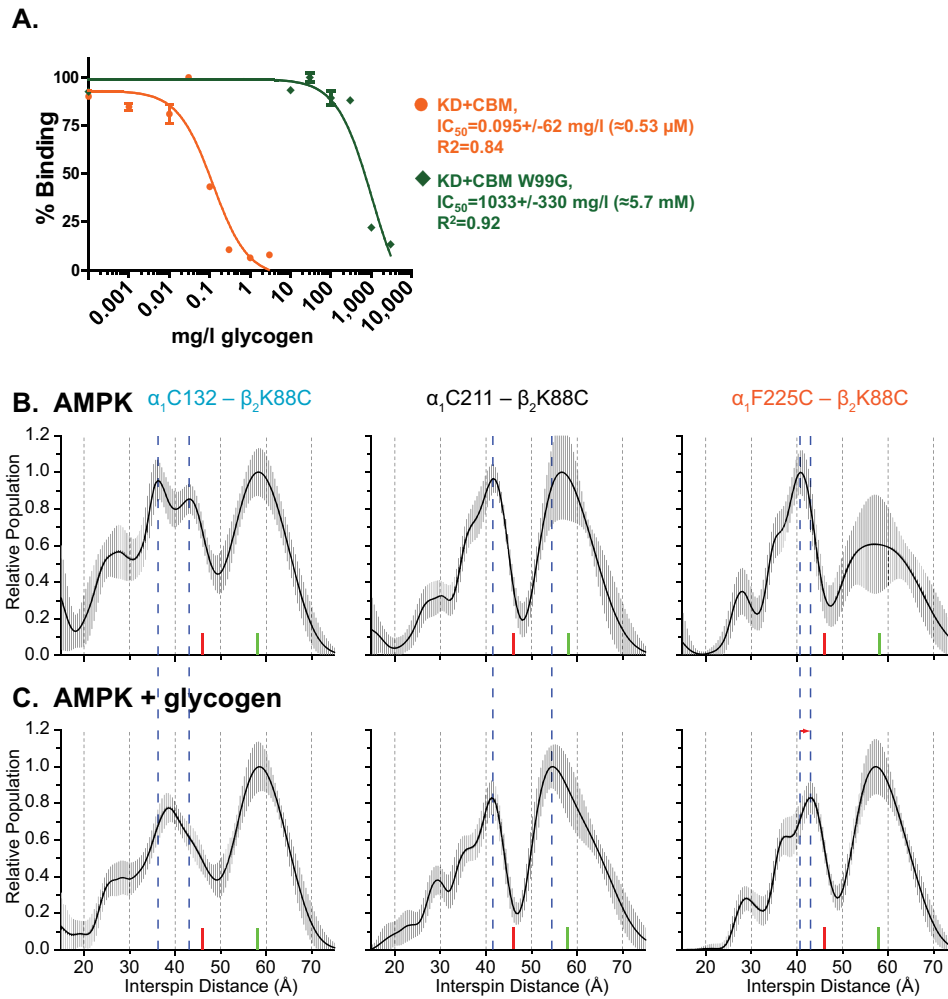 A.
100
75
50
25
0
% Binding
0.001 0.01 0.1 1 10 100 1,000 10,000
mg/l glycogen
KD+CBM,
IC50=0.095+/-62 mg/l (≈0.53 µM)
R2=0.84
KD+CBM W99G,
IC50=1033+/-330 mg/l (≈5.7 mM)
R²=0.92
B. AMPK
α1C132 – β2K88C
α1C211 – β2K88C
α1F225C – β2K88C
Relative Population
1.2
1.0
0.8
0.6
0.4
0.2
0.0
C. AMPK + glycogen
Relative Population
1.2
1.0
0.8
0.6
0.4
0.2
0.0
20 30 40 50 60 70
Interspin Distance (Å)
20 30 40 50 60 70
Interspin Distance (Å)
20 30 40 50 60 70
Interspin Distance (Å)